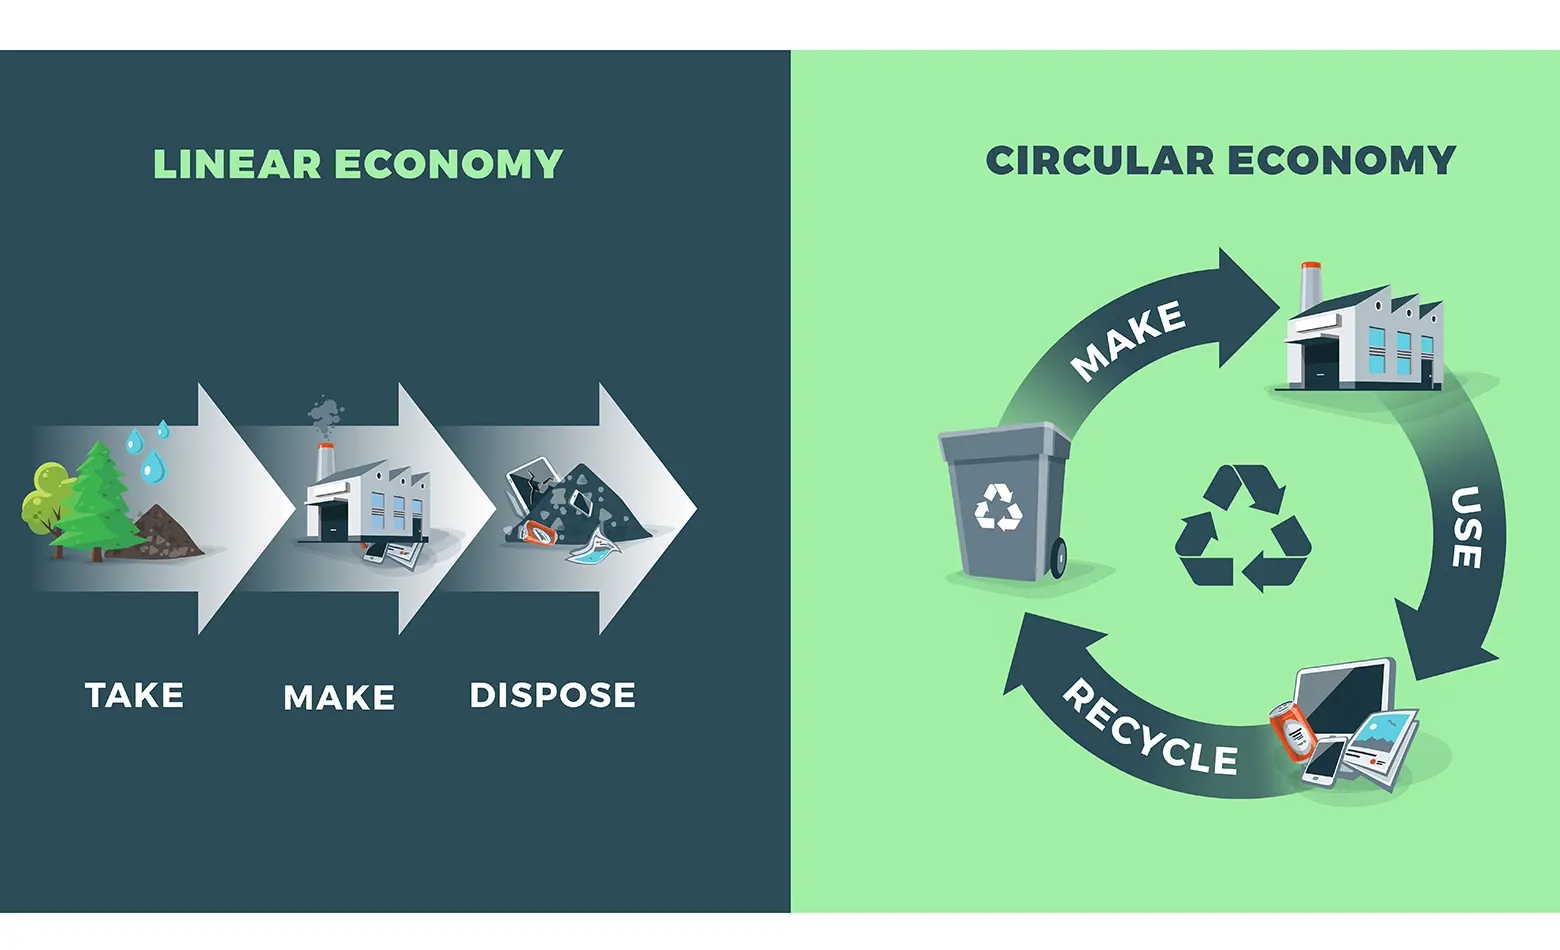 LINEAR ECONOMY
TAKE
MAKE
DISPOSE
CIRCULAR ECONOMY
MAKE
USE
RECYCLE